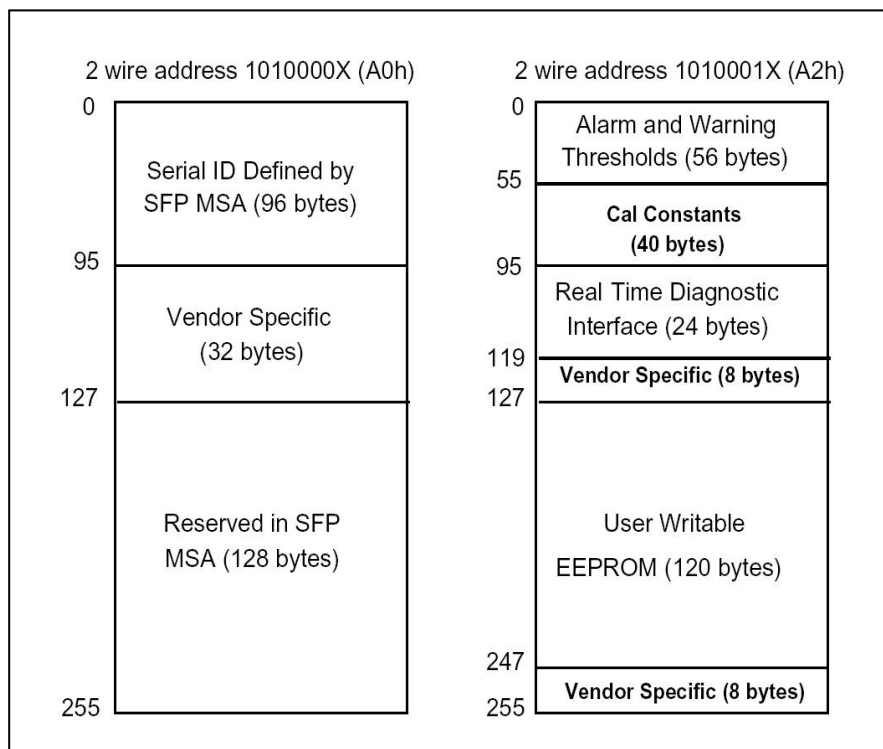 2 wire address 1010000X (A0h)
0
Serial ID Defined by
SFP MSA (96 bytes)
95
Vendor Specific
(32 bytes)
127
Reserved in SFP
MSA (128 bytes)
255
2 wire address 1010001X (A2h)
0
Alarm and Warning
Thresholds (56 bytes)
55
Cal Constants
(40 bytes)
95
Real Time Diagnostic
Interface (24 bytes)
119
Vendor Specific (8 bytes)
127
User Writable
EEPROM (120 bytes)
247
Vendor Specific (8 bytes)
255